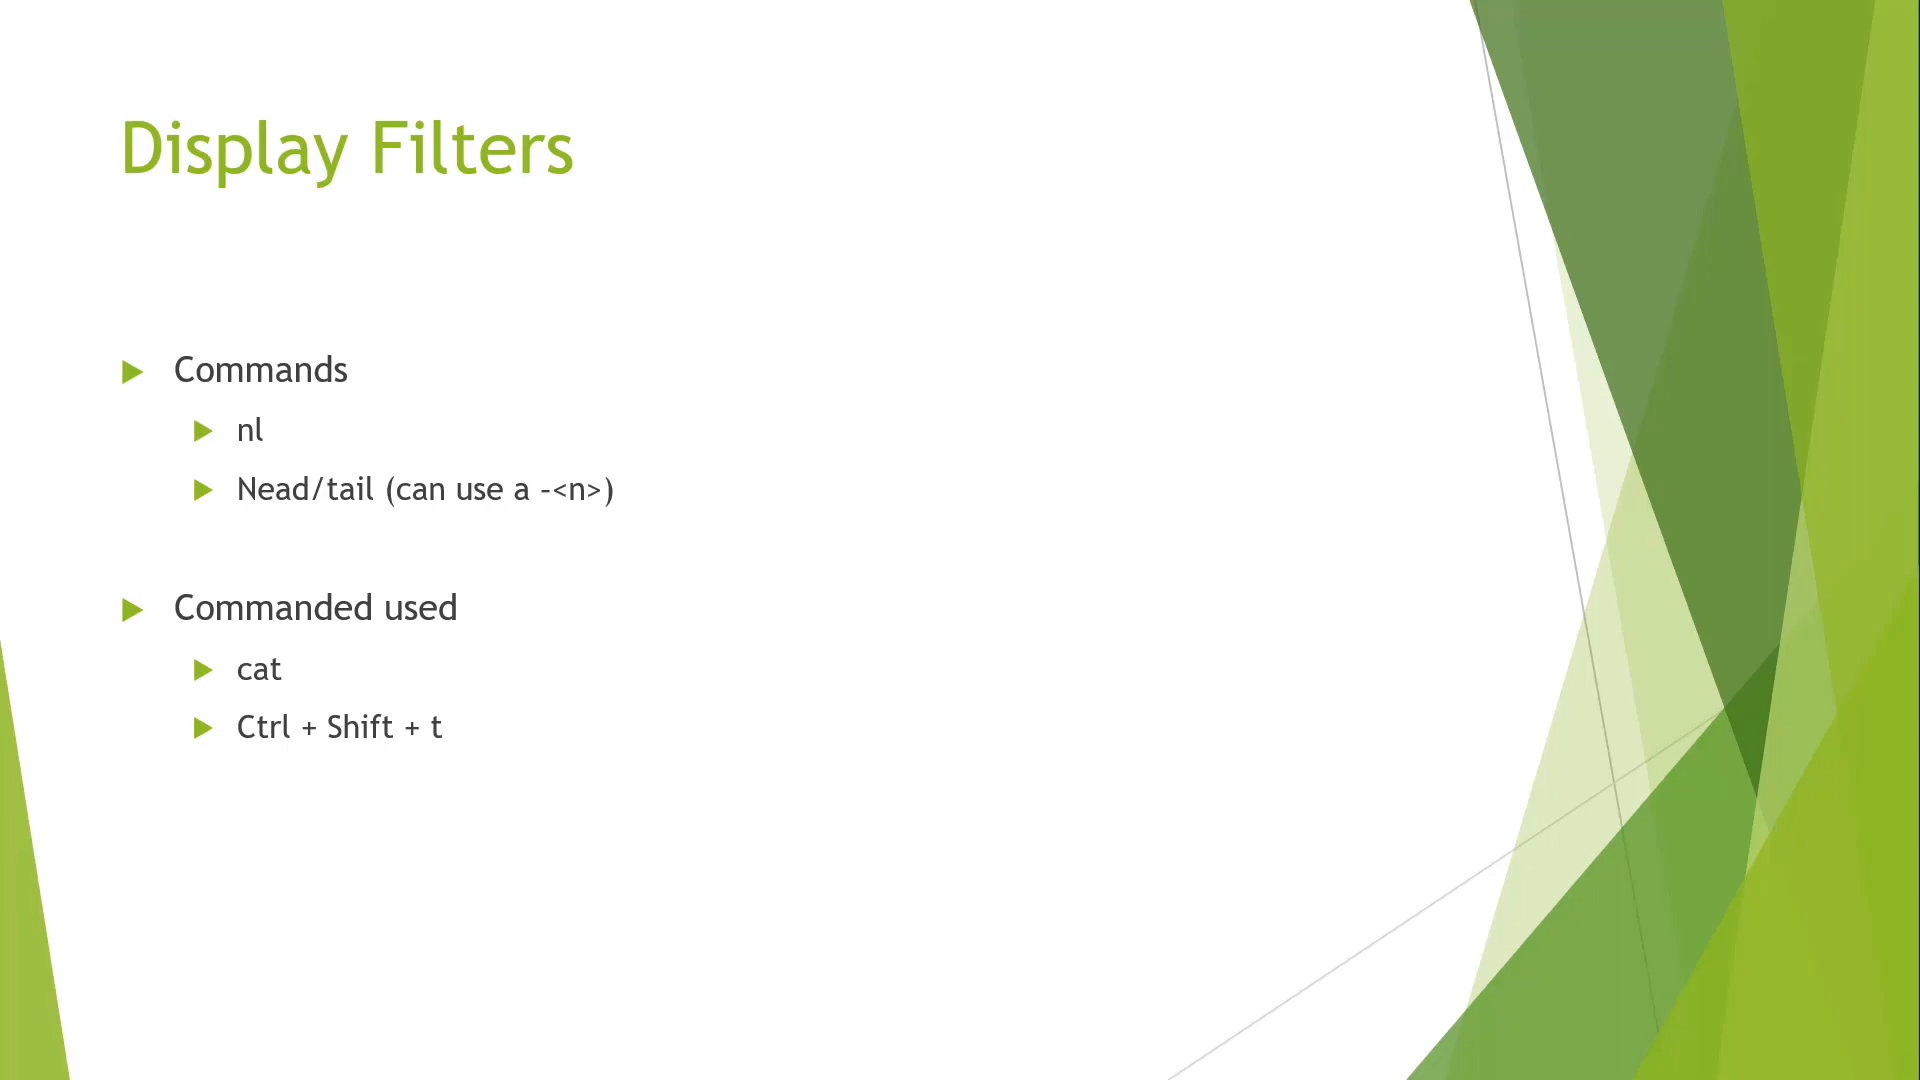 Display Filters
Commands
nl
Nead/tail (can use a -<n>)
Commanded used
cat
Ctrl + Shift + t